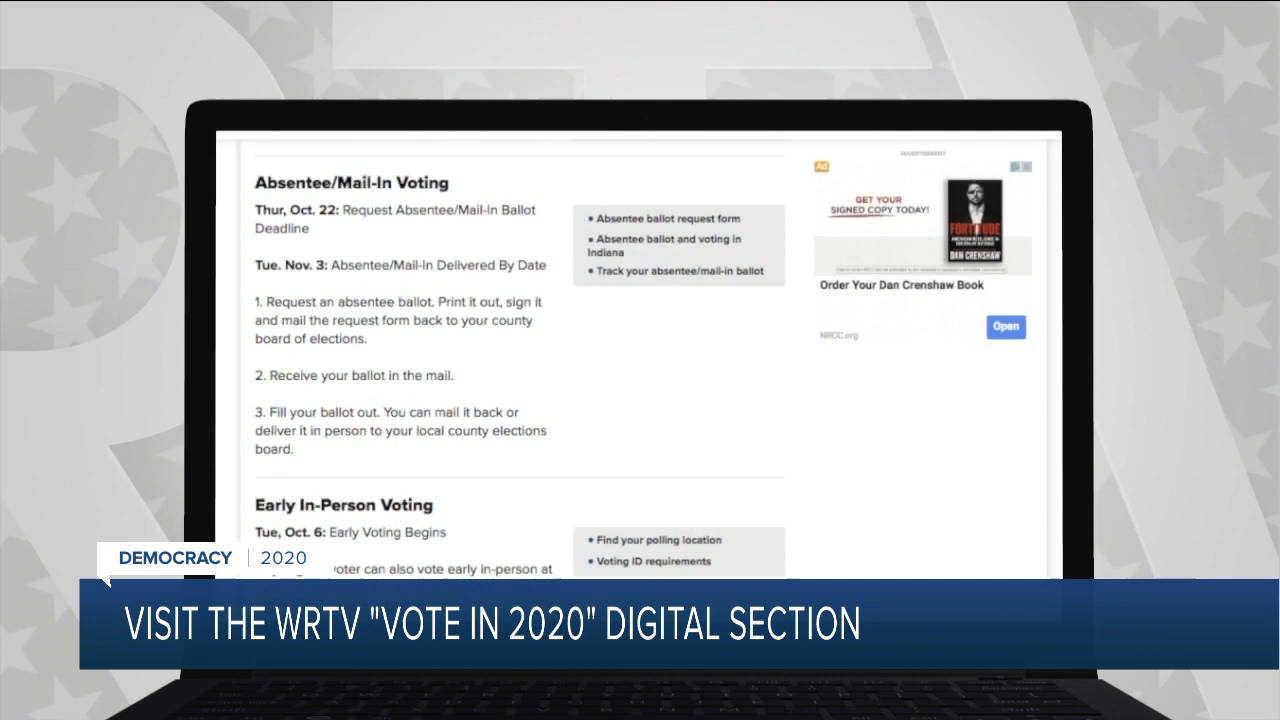 ADVERTISEMENT
Absentee/Mail-In Voting
Thur, Oct. 22: Request Absentee/Mail-In Ballot
Deadline
Tue. Nov. 3: Absentee/Mail-In Delivered By Date
1. Request an absentee ballot. Print it out, sign it
and mail the request form back to your county
board of elections.
2. Receive your ballot in the mail.
3. Fill your ballot out. You can mail it back or
deliver it in person to your local county elections
board.
• Absentee ballot request form
• Absentee ballot and voting in
Indiana
• Track your absentee/mail-in ballot
Ad
GET YOUR
SIGNED COPY TODAY!
FORTITUDE
DAN CRENSHAW
Order Your Dan Crenshaw Book
NRCC.org
Open
Early In-Person Voting
Tue, Oct. 6: Early Voting Begins
voter can also vote early in-person at
• Find your polling location
• Voting ID requirements
DEMOCRACY | 2020
VISIT THE WRTV "VOTE IN 2020" DIGITAL SECTION